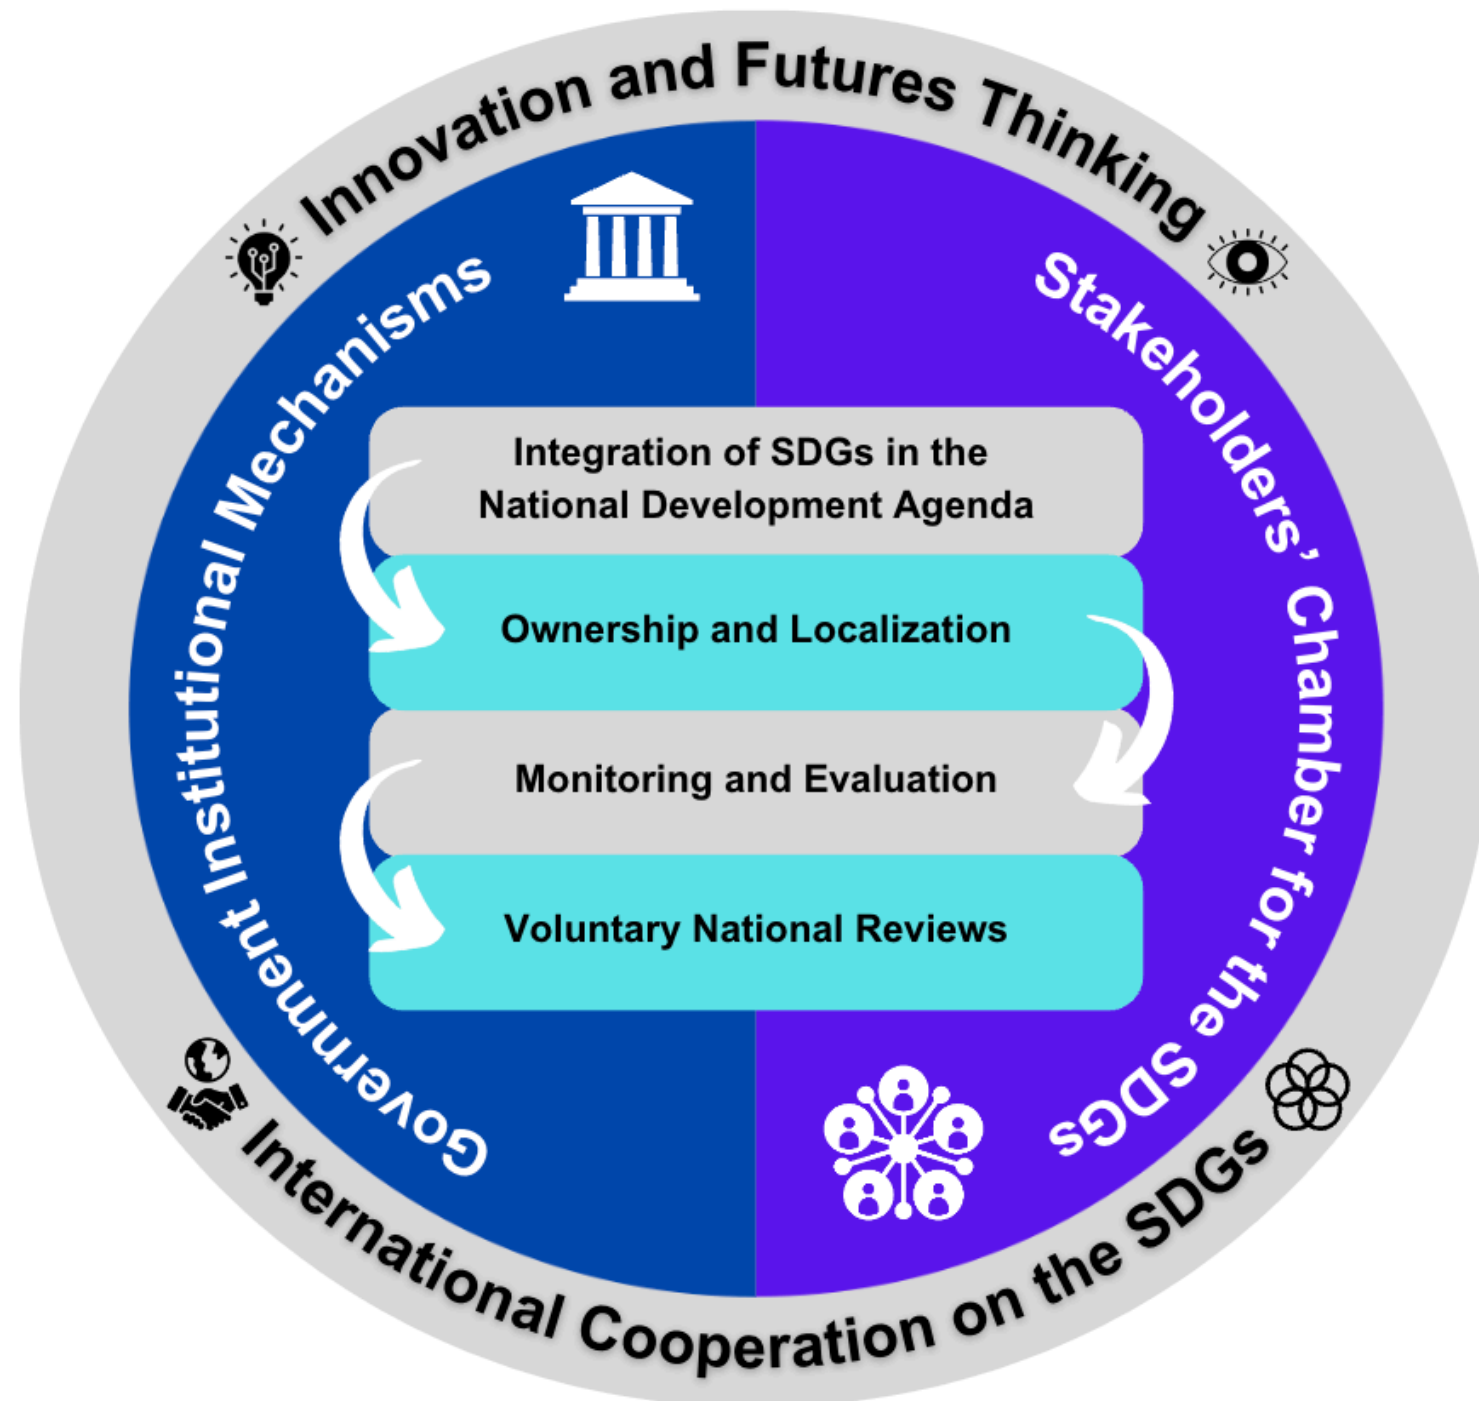 Innovation and Futures Thinking
Government Institutional Mechanisms
Stakeholders’ Chamber for the SDGs
Integration of SDGs in the
National Development Agenda
Ownership and Localization
Monitoring and Evaluation
Voluntary National Reviews
International Cooperation on the SDGs